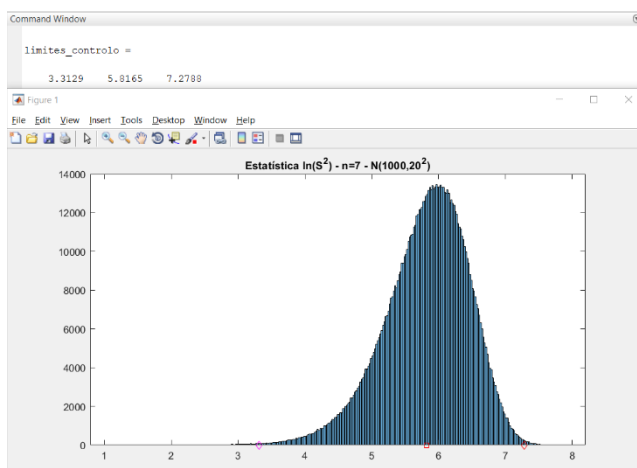 Command Window
limites_controlo =
3.3129 5.8165 7.2788
Figure 1
File Edit View Insert Tools Desktop Window Help
Estatística ln(S²) - n=7 - N(1000,20²)
14000
12000
10000
8000
6000
4000
2000
0
1 2 3 4 5 6 7 8